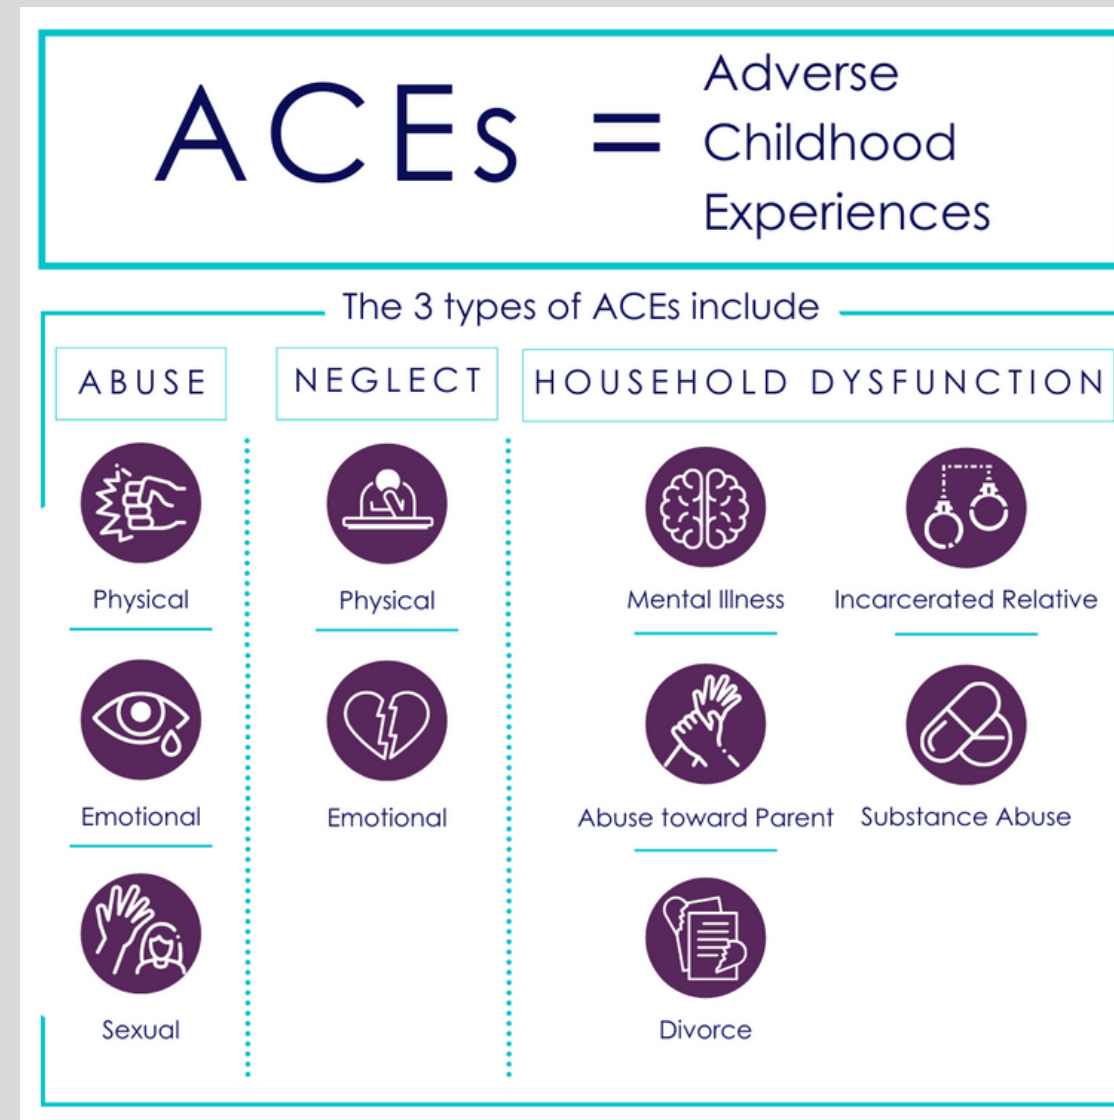 ACEs =
Adverse
Childhood
Experiences
The 3 types of ACEs include
ABUSE
Physical
Emotional
Sexual
NEGLECT
Physical
Emotional
HOUSEHOLD DYSFUNCTION
Mental Illness
Incarcerated Relative
Abuse toward Parent
Substance Abuse
Divorce